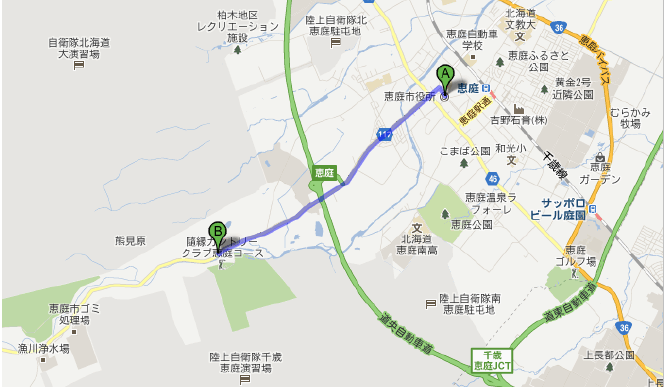 柏木地区
レクリエーション
施設
陸上自衛隊北
恵庭駐屯地
北海道
文教大
36
恵庭バイパス
自衛隊北海道
大演習場
恵庭自動車
学校
恵庭ふるさと
公園
A
恵庭
恵庭市役所
黄金2号
近隣公園
恵庭駅通
吉野石膏(株)
むらかみ
牧場
117
こまば公園
和光小
千歳線
恵庭
ガーデン
恵庭
46
恵庭温泉ラ
フォーレ
サッポロ
ビール庭園
恵庭公園
B
熊見原
随縁カントリー
クラブ恵庭コース
北海道
恵庭南高
恵庭
ゴルフ場
恵庭市ゴミ
処理場
陸上自衛隊南
恵庭駐屯地
道央自動車道
道東自動車道
36
漁川浄水場
陸上自衛隊千歳
恵庭演習場
千歳
恵庭JCT
上長都公園